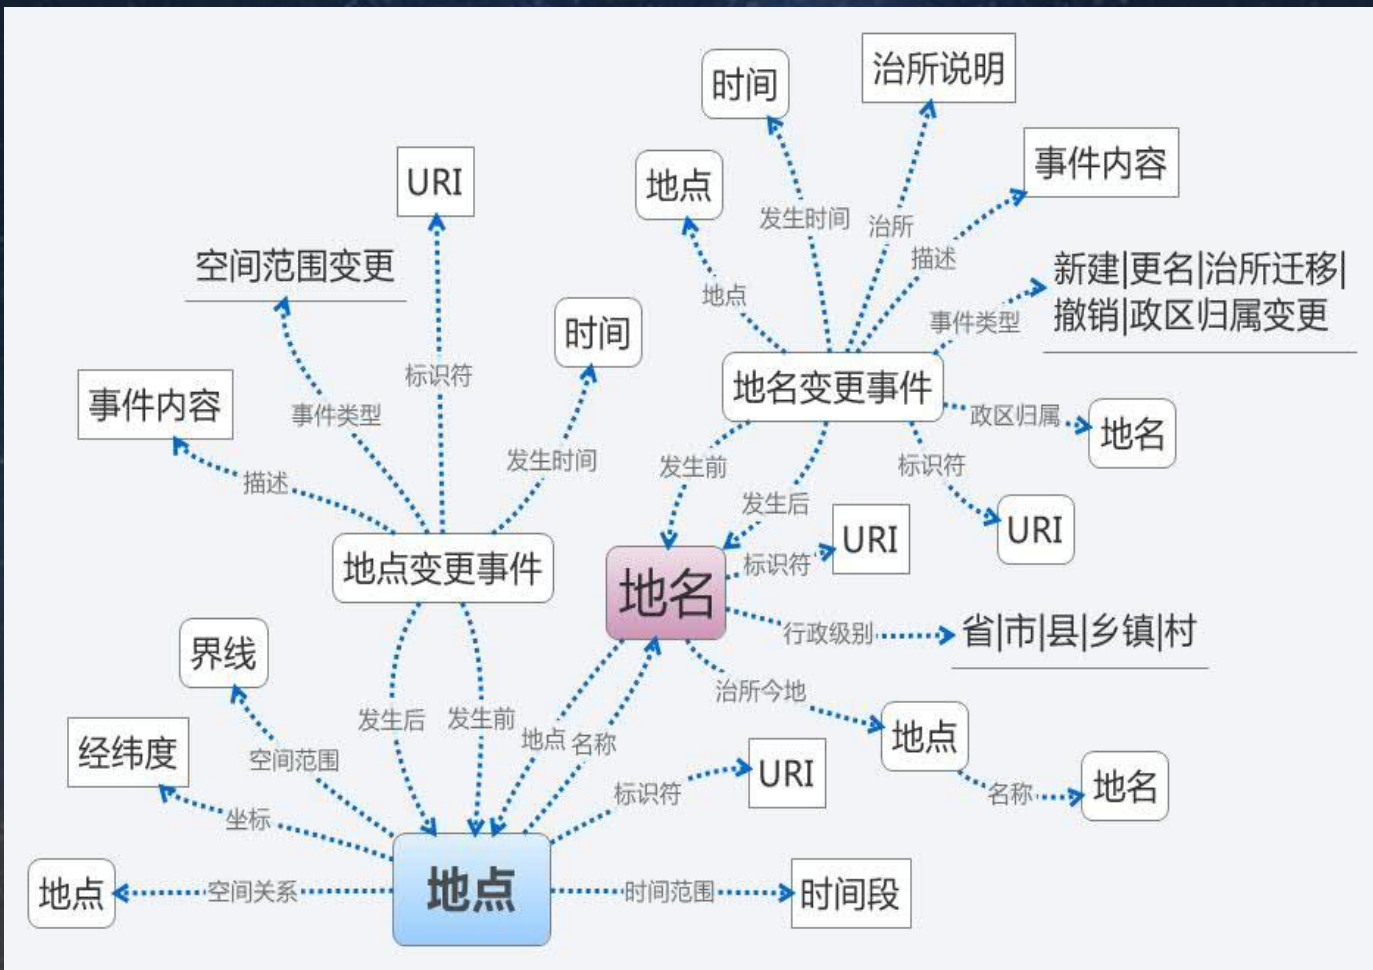 治所说明
时间
事件内容
地点
URI
发生时间
治所
描述
空间范围变更
新建|更名|治所迁移|
撤销|政区归属变更
地点
事件类型
时间
标识符
地名变更事件
事件内容
事件类型
政区归属
地名
发生时间
发生前
标识符
描述
发生后
URI
URI
地点变更事件
标识符
地名
行政级别
省|市|县|乡镇|村
界线
治所今地
发生后
发生前
地点
名称
地点
经纬度
空间范围
URI
标识符
名称
地名
坐标
地点
空间关系
地点
时间范围
时间段